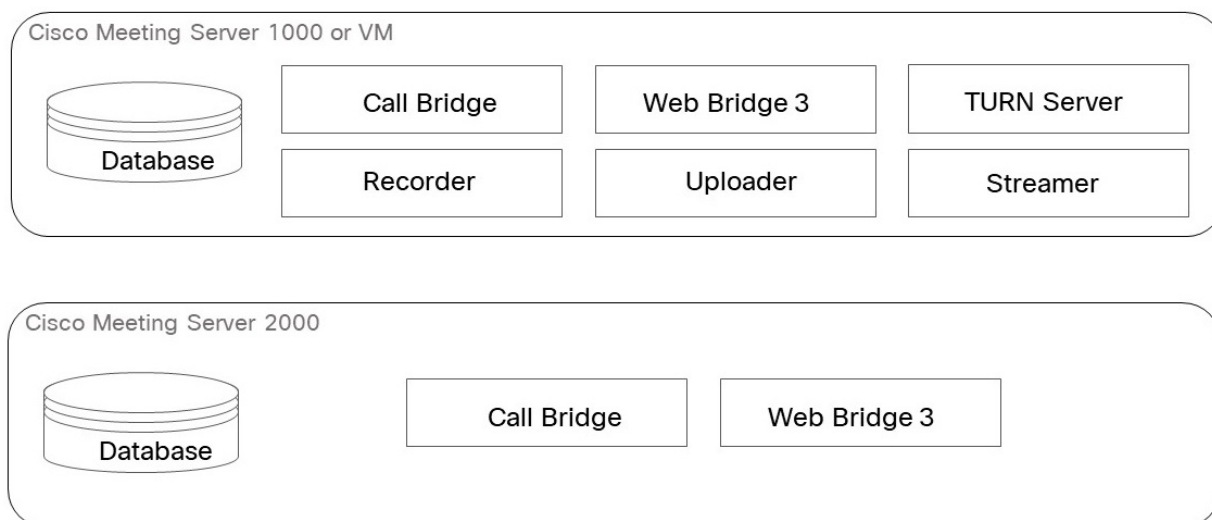 Cisco Meeting Server 1000 or VM
Call Bridge
Web Bridge 3
TURN Server
Database
Recorder
Uploader
Streamer
Cisco Meeting Server 2000
Call Bridge
Web Bridge 3
Database